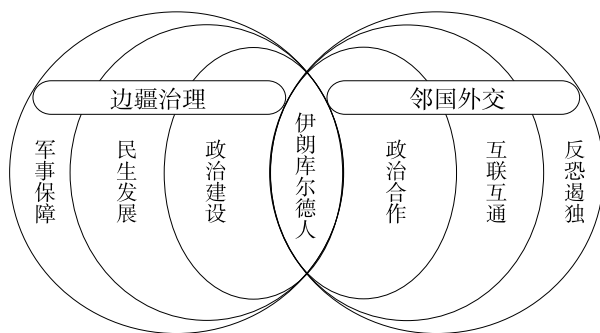 边疆治理
邻国外交
军事保障
民生发展
政治建设
伊朗库尔德人
政治合作
互联互通
反恐遏独